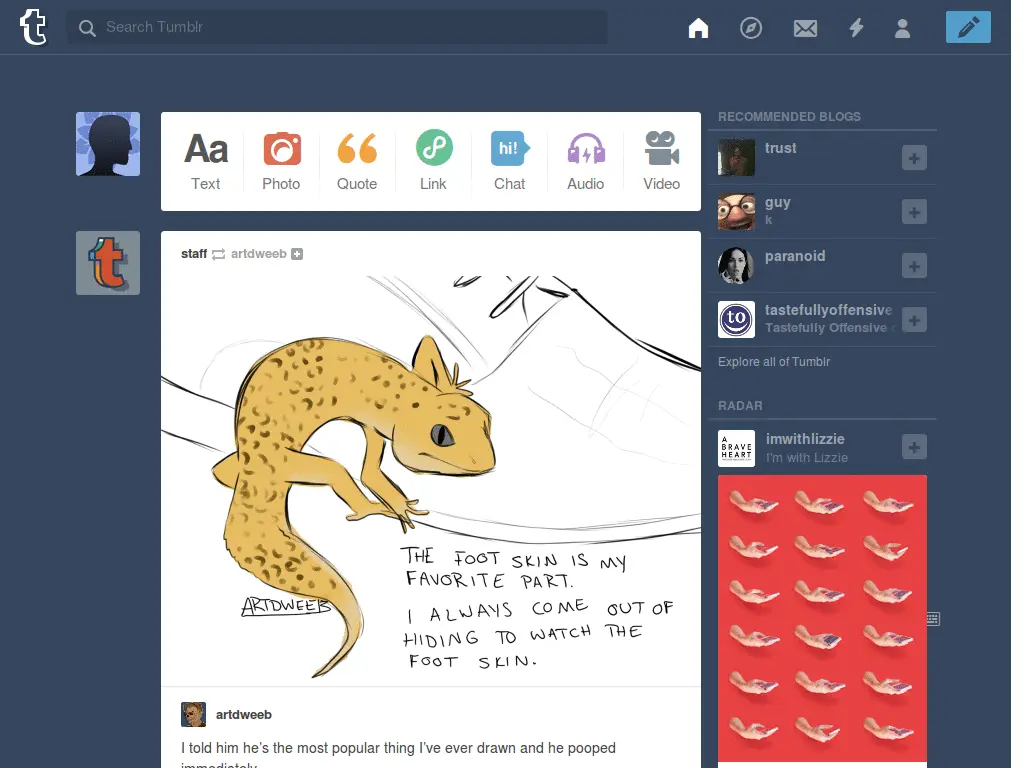 t
Search Tumblr
Aa
hi!
Text
Photo
Quote
Link
Chat
Audio
Video
t
staff artdweeb
THE FOOT SKIN IS MY
FAVORITE PART.
I ALWAYS COME OUT OF
HIDING TO WATCH THE
FOOT SKIN.
ARTDWEEB
artdweeb
I told him he’s the most popular thing I’ve ever drawn and he pooped
immediately
RECOMMENDED BLOGS
trust
guy
k
paranoid
to
tastefullyoffensive
Tastefully Offensive
Explore all of Tumblr
RADAR
A
BRAVE
HEART
imwithlizzie
I'm with Lizzie